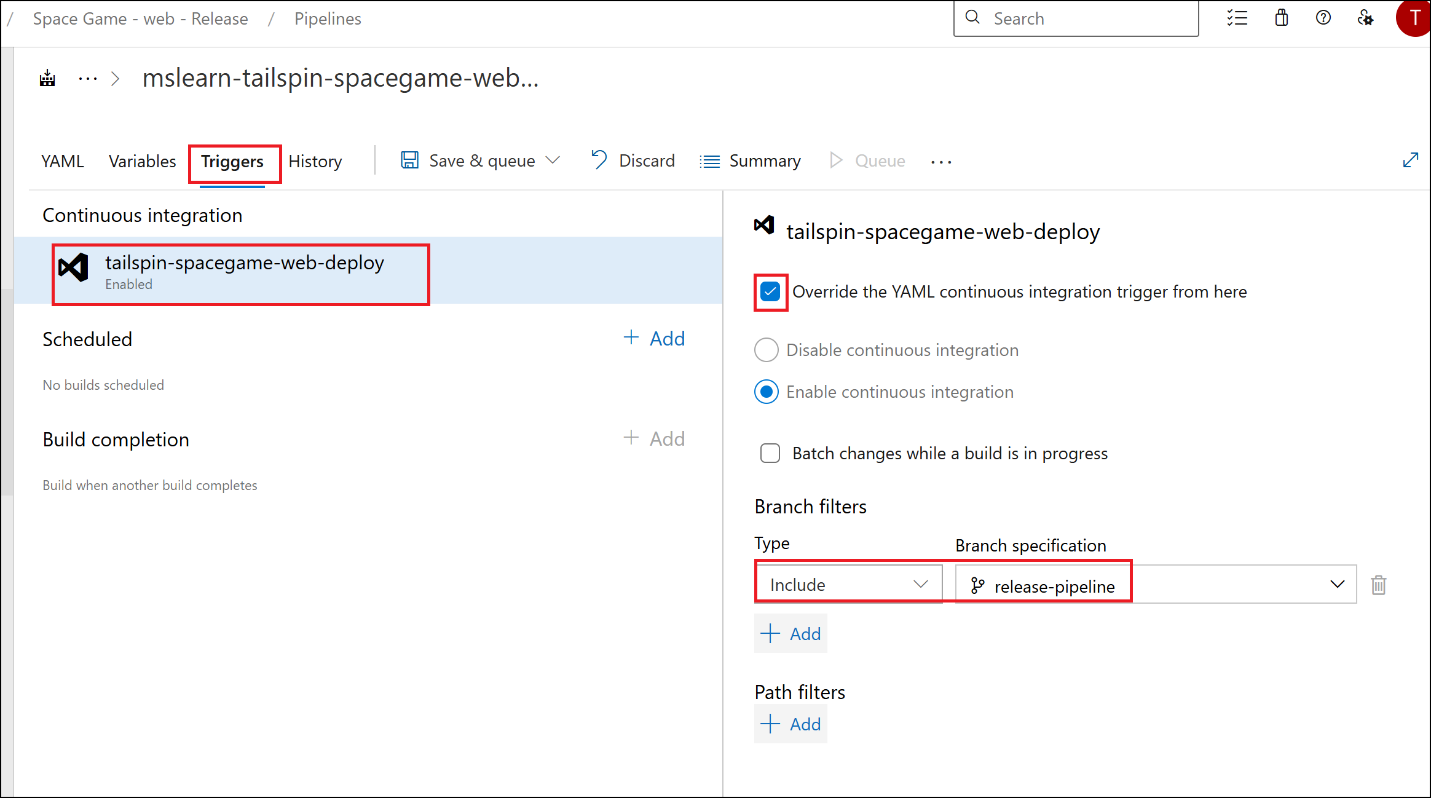 / Space Game - web - Release / Pipelines
Search
T
... > mslearn-tailspin-spacegame-web...
YAML Variables Triggers History Save & queue Discard Summary Queue ...
Continuous integration
tailspin-spacegame-web-deploy
Enabled
Scheduled
+ Add
No builds scheduled
Build completion
+ Add
Build when another build completes
tailspin-spacegame-web-deploy
Override the YAML continuous integration trigger from here
Disable continuous integration
Enable continuous integration
Batch changes while a build is in progress
Branch filters
Type Branch specification
Include release-pipeline
+ Add
Path filters
+ Add